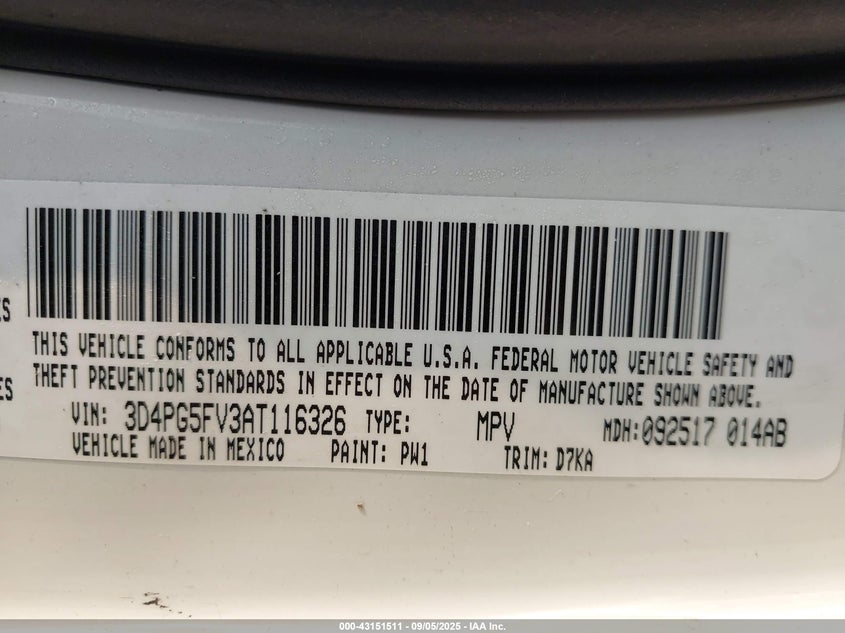 ES
THIS VEHICLE CONFORMS TO ALL APPLICABLE U.S.A. FEDERAL MOTOR VEHICLE SAFETY AND
ES
THEFT PREVENTION STANDARDS IN EFFECT ON THE DATE OF MANUFACTURE SHOWN ABOVE.
VIN: 3D4PG5FV3AT116326 TYPE: MPV MDH: 092517 014AB
VEHICLE MADE IN MEXICO PAINT: PW1 TRIM: D7KA
000-43151511 - 09/05/2025 - IAA Inc.